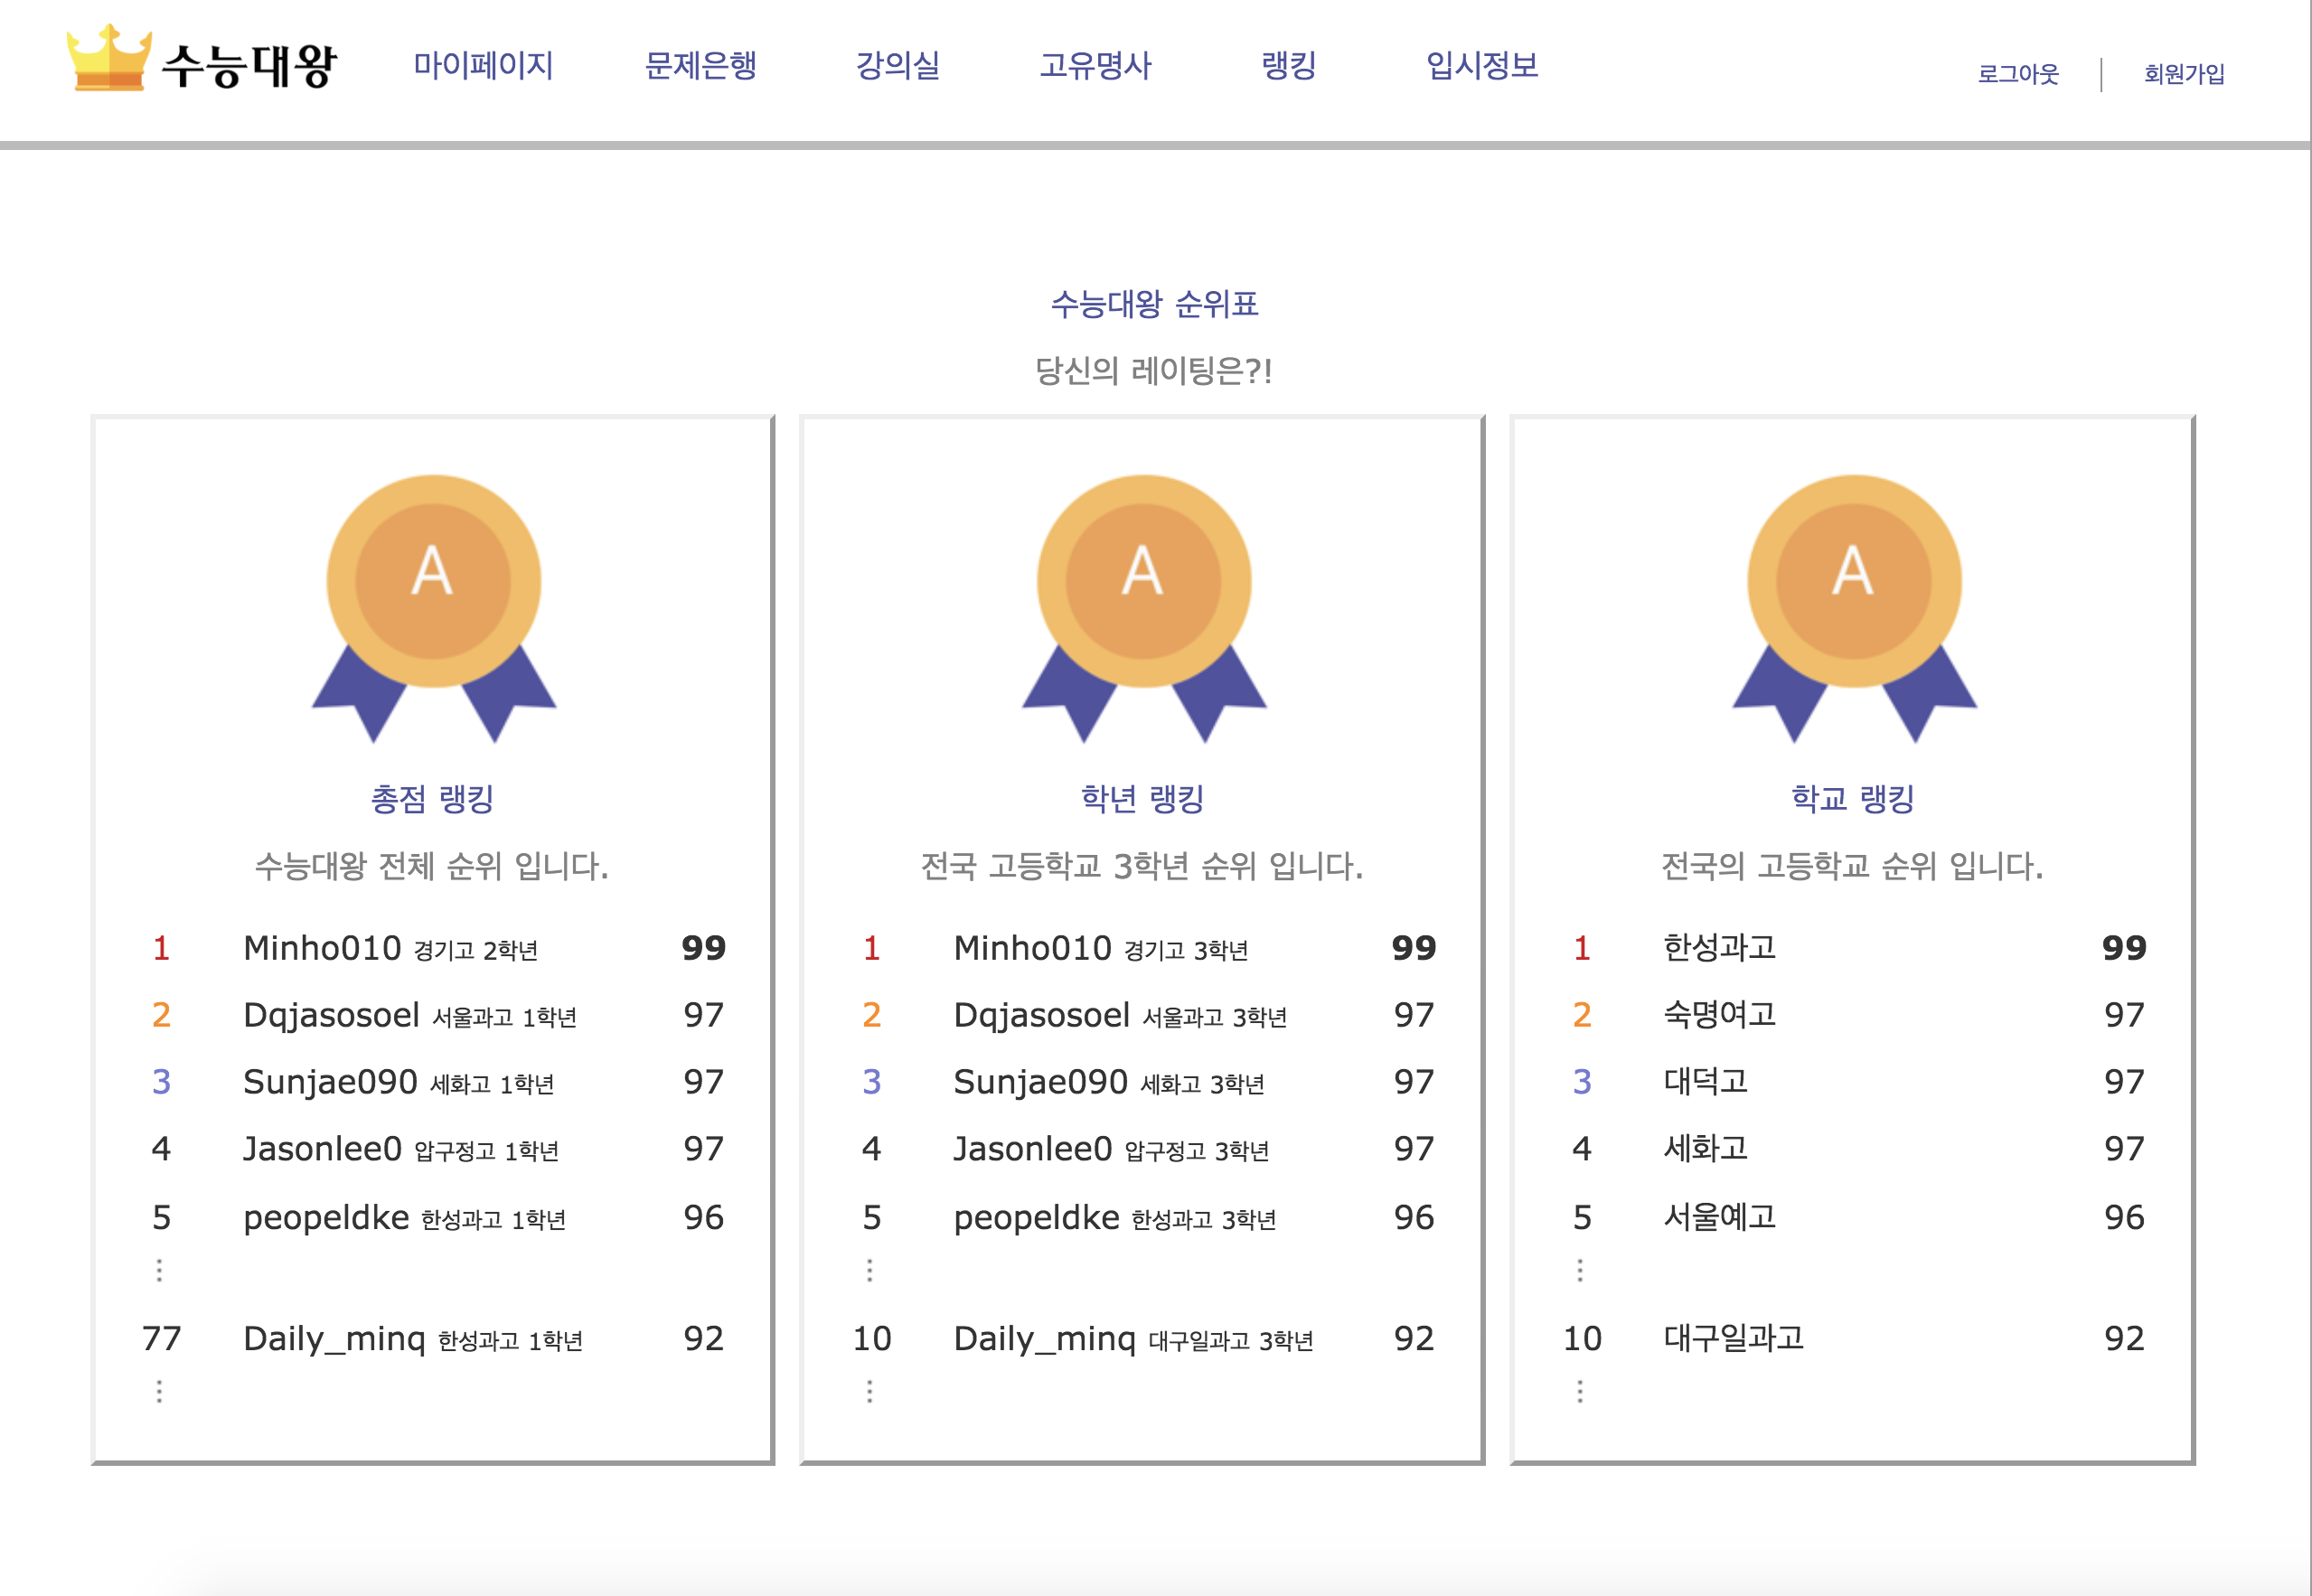 수능대왕 마이페이지 문제은행 강의실 고유명사 랭킹 입시정보 로그아웃 회원가입
수능대왕 순위표
당신의 레이팅은?!
A
총점 랭킹
수능대왕 전체 순위 입니다.
1 Minho010 경기고 2학년 99
2 Dqjasosoel 서울과고 1학년 97
3 Sunjae090 세화고 1학년 97
4 Jasonlee0 압구정고 1학년 97
5 peopeldke 한성과고 1학년 96
⋮
77 Daily_minq 한성과고 1학년 92
⋮
A
학년 랭킹
전국 고등학교 3학년 순위 입니다.
1 Minho010 경기고 3학년 99
2 Dqjasosoel 서울과고 3학년 97
3 Sunjae090 세화고 3학년 97
4 Jasonlee0 압구정고 3학년 97
5 peopeldke 한성과고 3학년 96
⋮
10 Daily_minq 대구일과고 3학년 92
⋮
A
학교 랭킹
전국의 고등학교 순위 입니다.
1 한성과고 99
2 숙명여고 97
3 대덕고 97
4 세화고 97
5 서울예고 96
⋮
10 대구일과고 92
⋮